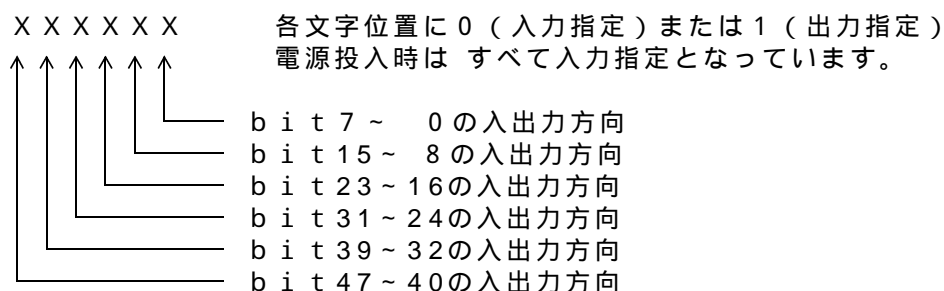 XXXXXX 各文字位置に0(入力指定)または1(出力指定)
電源投入時は すべて入力指定となっています。
bit7~ 0の入出力方向
bit15~ 8の入出力方向
bit23~16の入出力方向
bit31~24の入出力方向
bit39~32の入出力方向
bit47~40の入出力方向